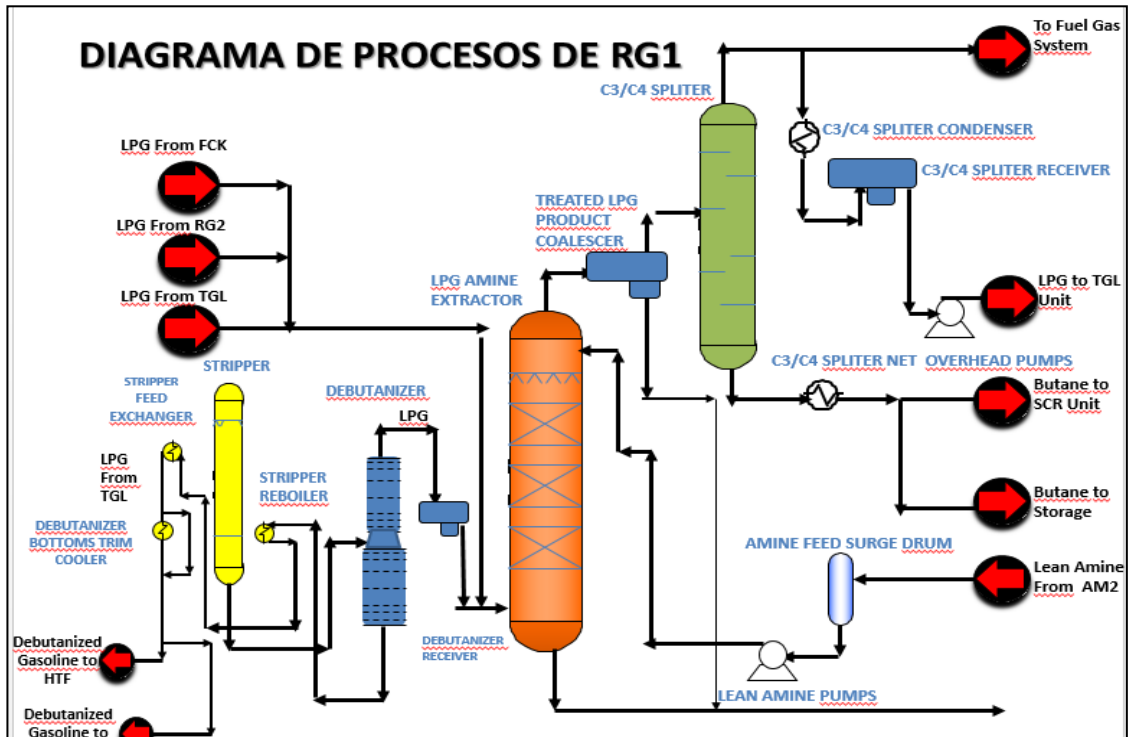 DIAGRAMA DE PROCESOS DE RG1
To Fuel Gas
System
C3/C4 SPLITER
C3/C4 SPLITER CONDENSER
LPG From FCK
C3/C4 SPLITER RECEIVER
TREATED LPG
PRODUCT
COALESCER
LPG From RG2
LPG AMINE
EXTRACTOR
LPG to TGL
Unit
LPG From TGL
STRIPPER
C3/C4 SPLITER NET OVERHEAD PUMPS
STRIPPER
FEED
EXCHANGER
DEBUTANIZER
LPG
Butane to
SCR Unit
LPG
From
TGL
STRIPPER
REBOILER
Butane to
Storage
DEBUTANIZER
BOTTOMS TRIM
COOLER
AMINE FEED SURGE DRUM
Lean Amine
From AM2
Debutanized
Gasoline to
HTF
DEBUTANIZER
RECEIVER
LEAN AMINE PUMPS
Debutanized
Gasoline to